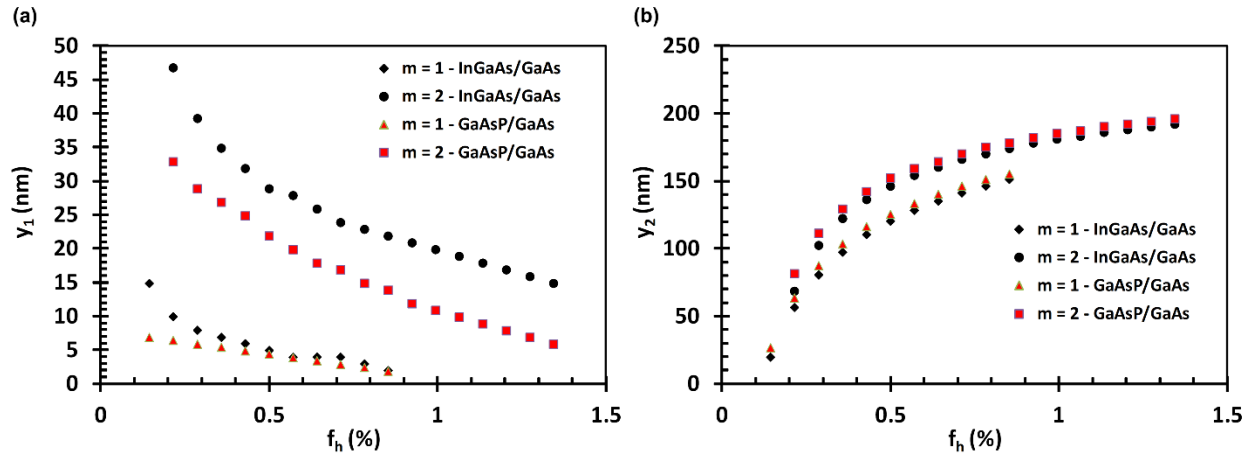 (a)
50
45
40
35
30
25
20
15
10
5
0
y₁ (nm)
0
0.5
1
1.5
fₕ (%)
m = 1 - InGaAs/GaAs
m = 2 - InGaAs/GaAs
m = 1 - GaAsP/GaAs
m = 2 - GaAsP/GaAs
(b)
250
200
150
100
50
0
y₂ (nm)
0
0.5
1
1.5
fₕ (%)
m = 1 - InGaAs/GaAs
m = 2 - InGaAs/GaAs
m = 1 - GaAsP/GaAs
m = 2 - GaAsP/GaAs